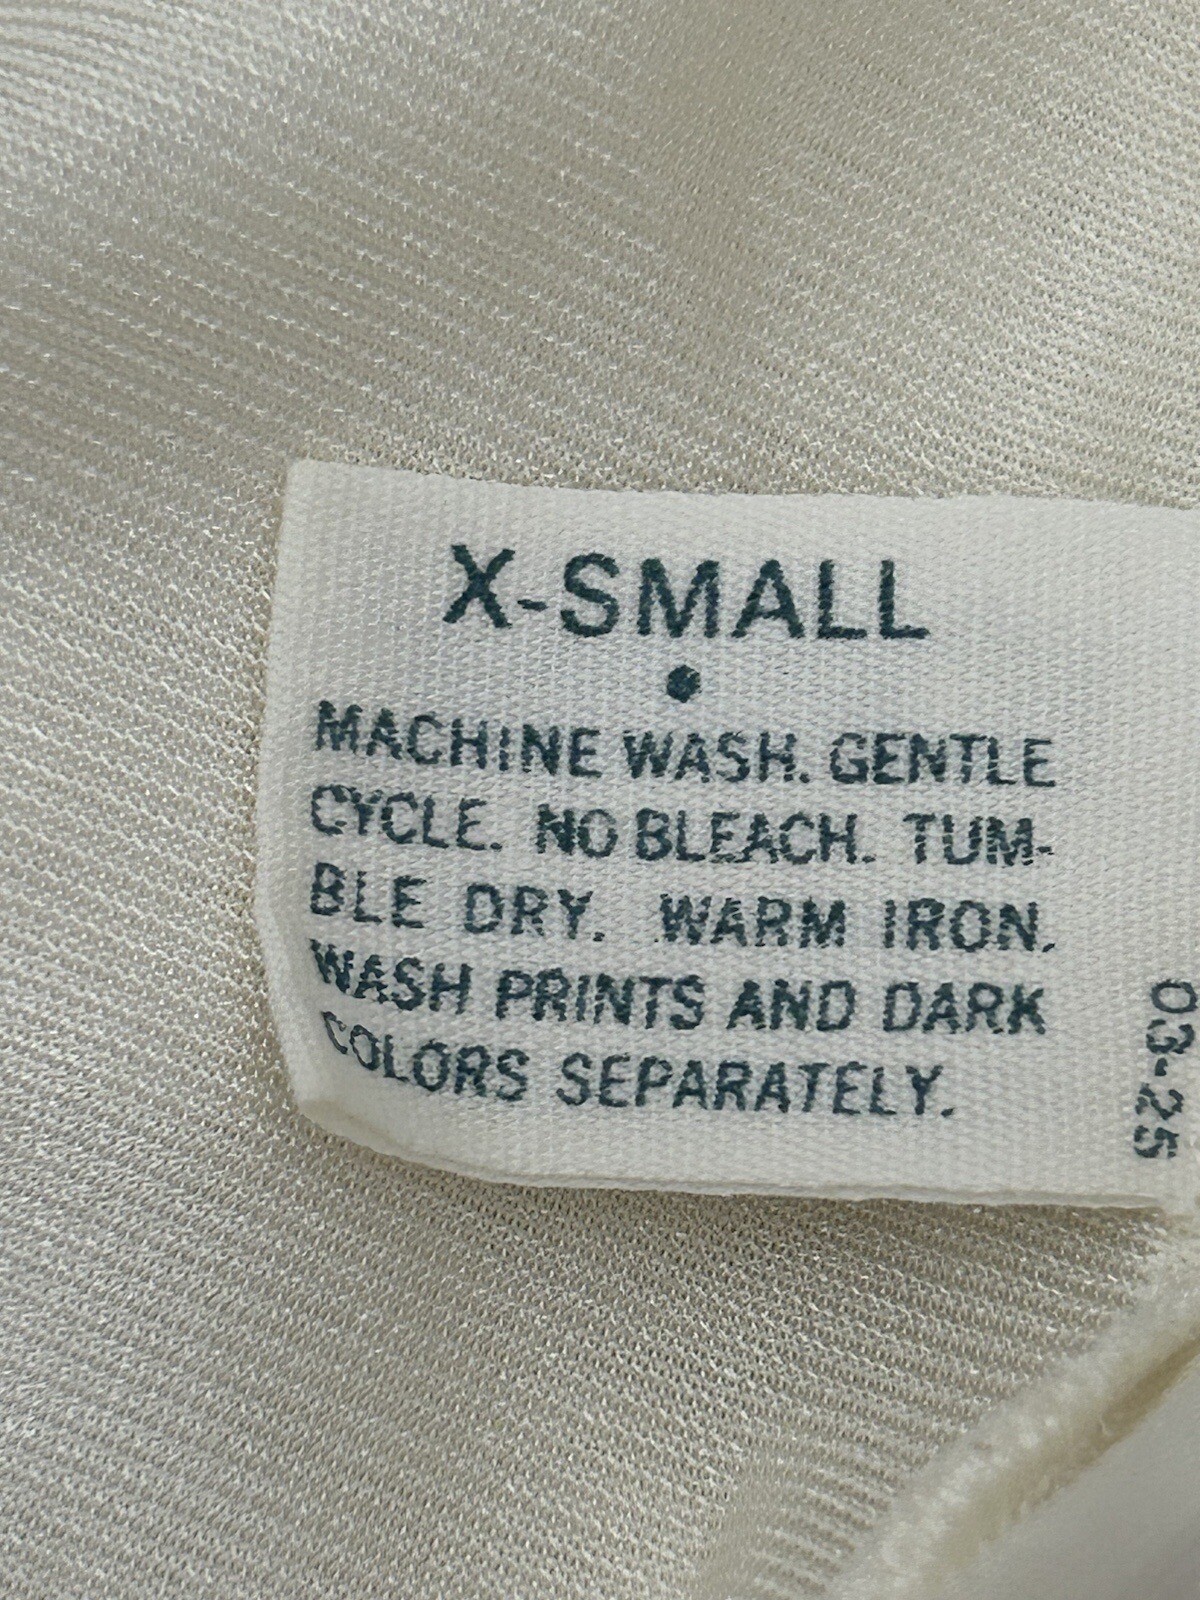 X-SMALL
•
MACHINE WASH. GENTLE
CYCLE. NO BLEACH. TUM-
BLE DRY. WARM IRON.
WASH PRINTS AND DARK
COLORS SEPARATELY.
03-25